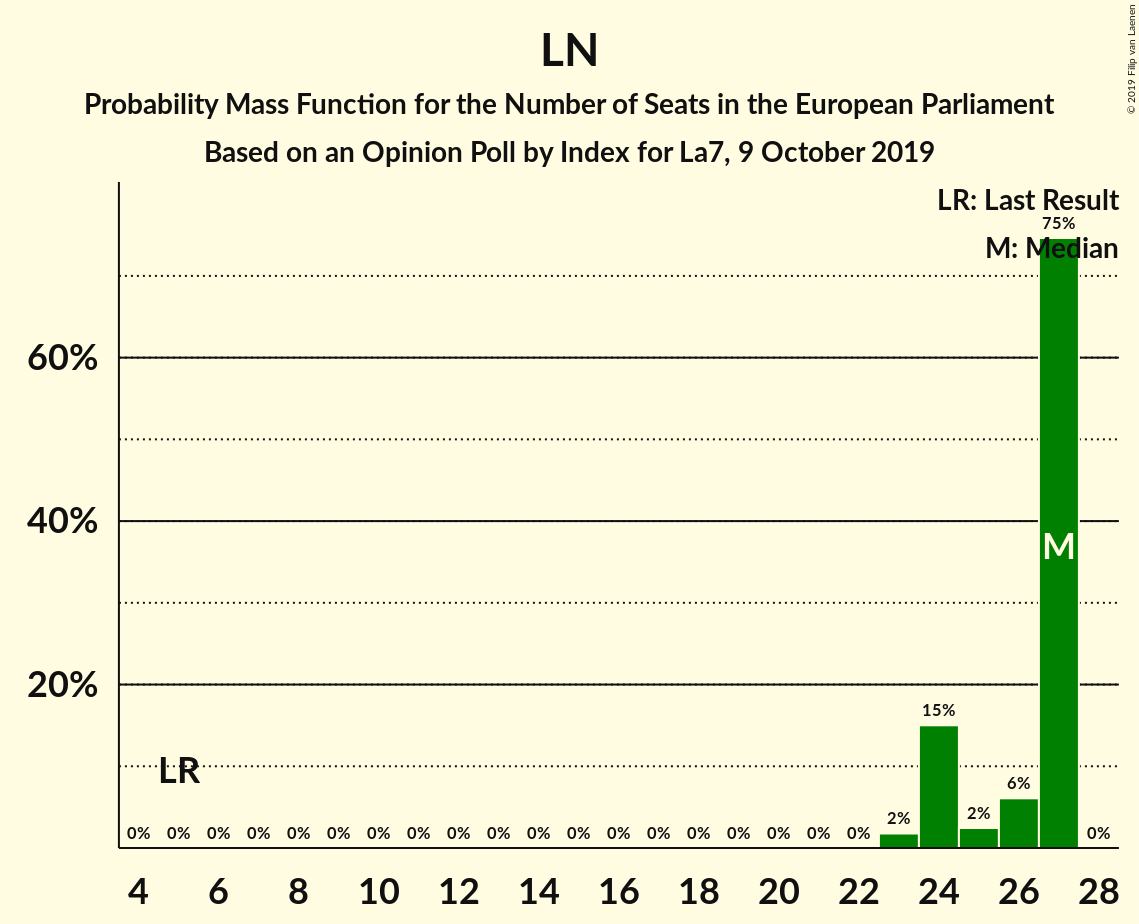 LN
Probability Mass Function for the Number of Seats in the European Parliament
Based on an Opinion Poll by Index for La7, 9 October 2019
© 2019 Filip van Laenen
LR: Last Result
75%
M: Median
60%
40%
M
20%
15%
LR
6%
2%
2%
0% 0% 0% 0% 0% 0% 0% 0% 0% 0% 0% 0% 0% 0% 0% 0% 0% 0% 0% 0%
4 6 8 10 12 14 16 18 20 22 24 26 28